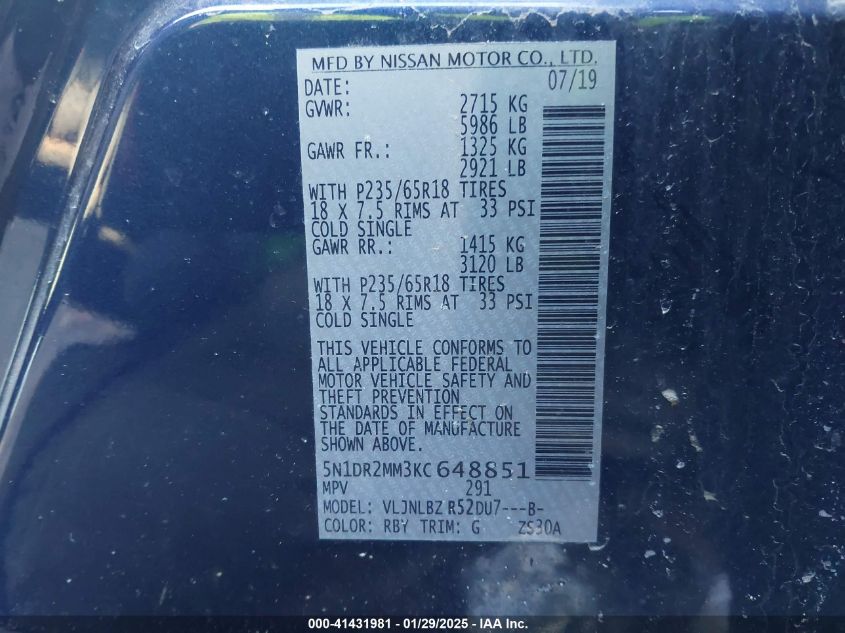 MFD BY NISSAN MOTOR CO., LTD.
DATE: 07/19
GVWR: 2715 KG
5986 LB
GAWR FR.: 1325 KG
2921 LB
WITH P235/65R18 TIRES
18 X 7.5 RIMS AT 33 PSI
COLD SINGLE
GAWR RR.: 1415 KG
3120 LB
WITH P235/65R18 TIRES
18 X 7.5 RIMS AT 33 PSI
COLD SINGLE
THIS VEHICLE CONFORMS TO
ALL APPLICABLE FEDERAL
MOTOR VEHICLE SAFETY AND
THEFT PREVENTION
STANDARDS IN EFFECT ON
THE DATE OF MANUFACTURE
SHOWN ABOVE.
5N1DR2MM3KC648851
MPV 291
MODEL: VLJNLBZ R52DU7---B-
COLOR: RBY TRIM: G ZS30A
000-41431981 | 01/29/2025 - IAA Inc.